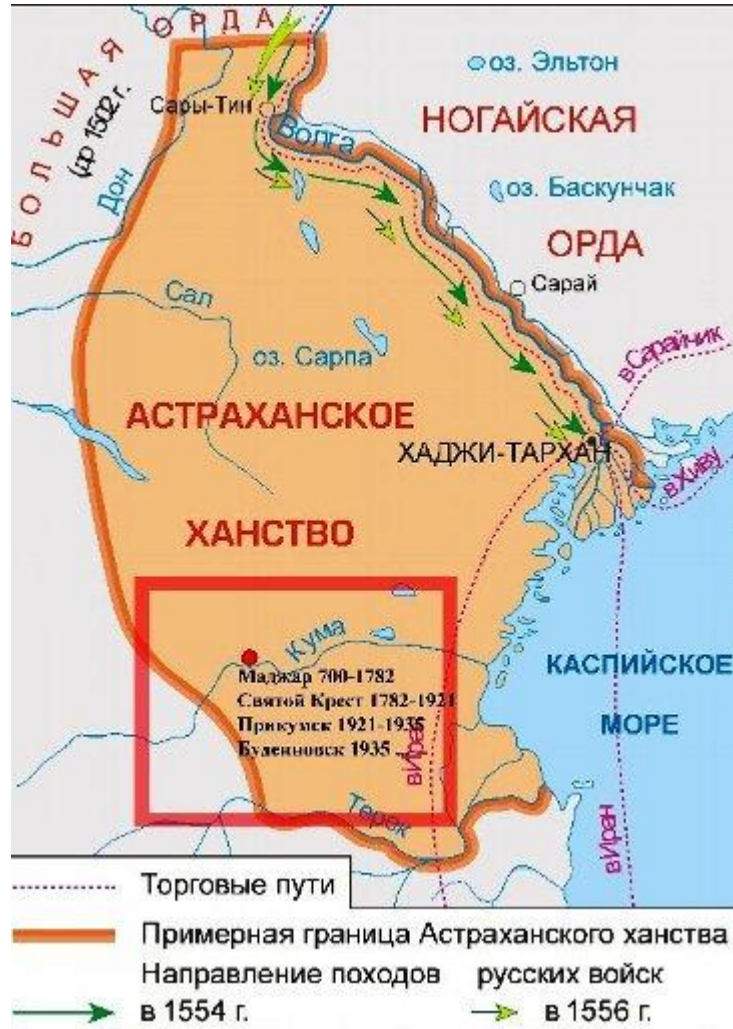 БОЛЬШАЯ ОРДА
(до 1502 г.
оз. Эльтон
Сары-Тин
НОГАЙСКАЯ
Волга
Дон
оз. Баскунчак
ОРДА
Сарай
Сал
оз. Сарпа
в Сарайчик
АСТРАХАНСКОЕ
ХАДЖИ-ТАРХАН
в Хиву
ХАНСТВО
Кума
Маджар 700-1782
Святой Крест 1782-1921
Прикумск 1921-1935
Буденновск 1935 ...
КАСПИЙСКОЕ
МОРЕ
в Иран
Терек
в Иран
Торговые пути
Примерная граница Астраханского ханства
Направление походов русских войск
в 1554 г. в 1556 г.